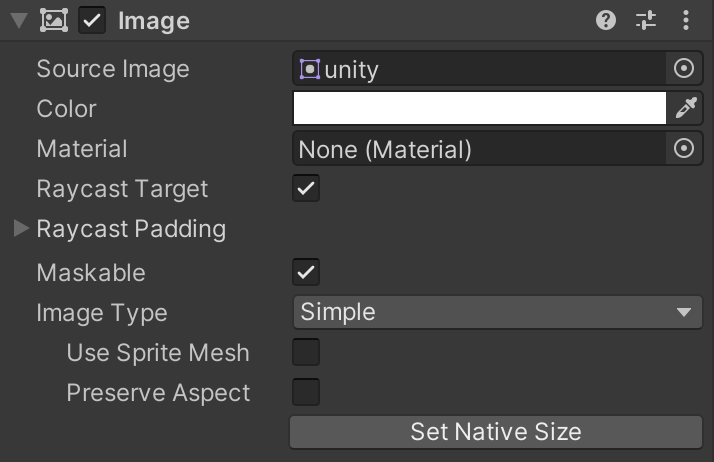 Image
Source Image unity
Color
Material None (Material)
Raycast Target
Raycast Padding
Maskable
Image Type Simple
Use Sprite Mesh
Preserve Aspect
Set Native Size